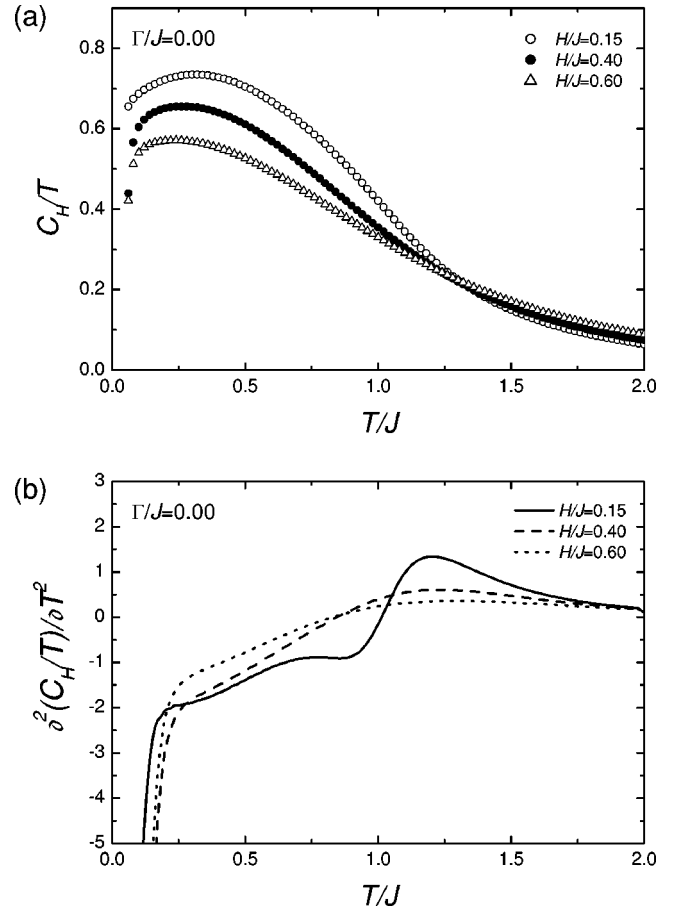 (a)
Γ/J=0.00
H/J=0.15
H/J=0.40
H/J=0.60
C_H/T
0.8
0.6
0.4
0.2
0.0
0.0 0.5 1.0 1.5 2.0
T/J
(b)
Γ/J=0.00
H/J=0.15
H/J=0.40
H/J=0.60
∂²(C_H/T)/∂T²
3
2
1
0
-1
-2
-3
-4
-5
0.0 0.5 1.0 1.5 2.0
T/J